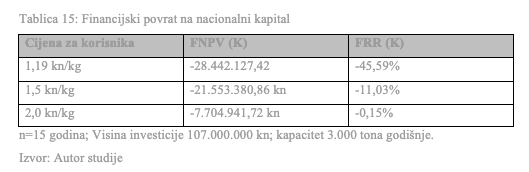 Tablica 15: Financijski povrat na nacionalni kapital
Cijena za korisnika FNPV (K) FRR (K)
1,19 kn/kg -28.442.127,42 -45,59%
1,5 kn/kg -21.553.380,86 kn -11,03%
2,0 kn/kg -7.704.941,72 kn -0,15%
n=15 godina; Visina investicije 107.000.000 kn; kapacitet 3.000 tona godišnje.
Izvor: Autor studije